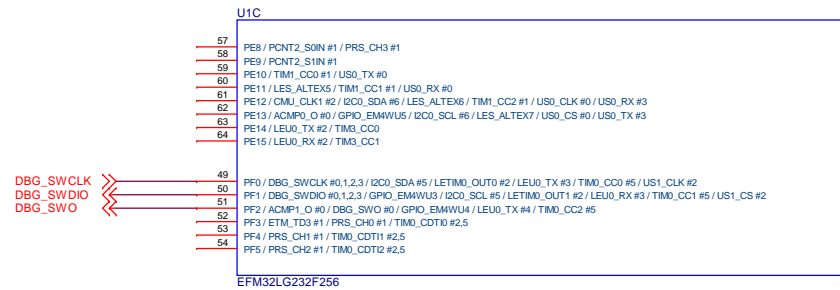 U1C
57 PE8 / PCNT2_S0IN #1 / PRS_CH3 #1
58 PE9 / PCNT2_S1IN #1
59 PE10 / TIM1_CC0 #1 / US0_TX #0
60 PE11 / LES_ALTEX5 / TIM1_CC1 #1 / US0_RX #0
61 PE12 / CMU_CLK1 #2 / I2C0_SDA #6 / LES_ALTEX6 / TIM1_CC2 #1 / US0_CLK #0 / US0_RX #3
62 PE13 / ACMP0_O #0 / GPIO_EM4WU5 / I2C0_SCL #6 / LES_ALTEX7 / US0_CS #0 / US0_TX #3
63 PE14 / LEU0_TX #2 / TIM3_CC0
64 PE15 / LEU0_RX #2 / TIM3_CC1
DBG_SWCLK 49 PF0 / DBG_SWCLK #0,1,2,3 / I2C0_SDA #5 / LETIM0_OUT0 #2 / LEU0_TX #3 / TIM0_CC0 #5 / US1_CLK #2
DBG_SWDIO 50 PF1 / DBG_SWDIO #0,1,2,3 / GPIO_EM4WU3 / I2C0_SCL #5 / LETIM0_OUT1 #2 / LEU0_RX #3 / TIM0_CC1 #5 / US1_CS #2
DBG_SWO 51 PF2 / ACMP1_O #0 / DBG_SWO #0 / GPIO_EM4WU4 / LEU0_TX #4 / TIM0_CC2 #5
52 PF3 / ETM_TD3 #1 / PRS_CH0 #1 / TIM0_CDTI0 #2,5
53 PF4 / PRS_CH1 #1 / TIM0_CDTI1 #2,5
54 PF5 / PRS_CH2 #1 / TIM0_CDTI2 #2,5
EFM32LG232F256